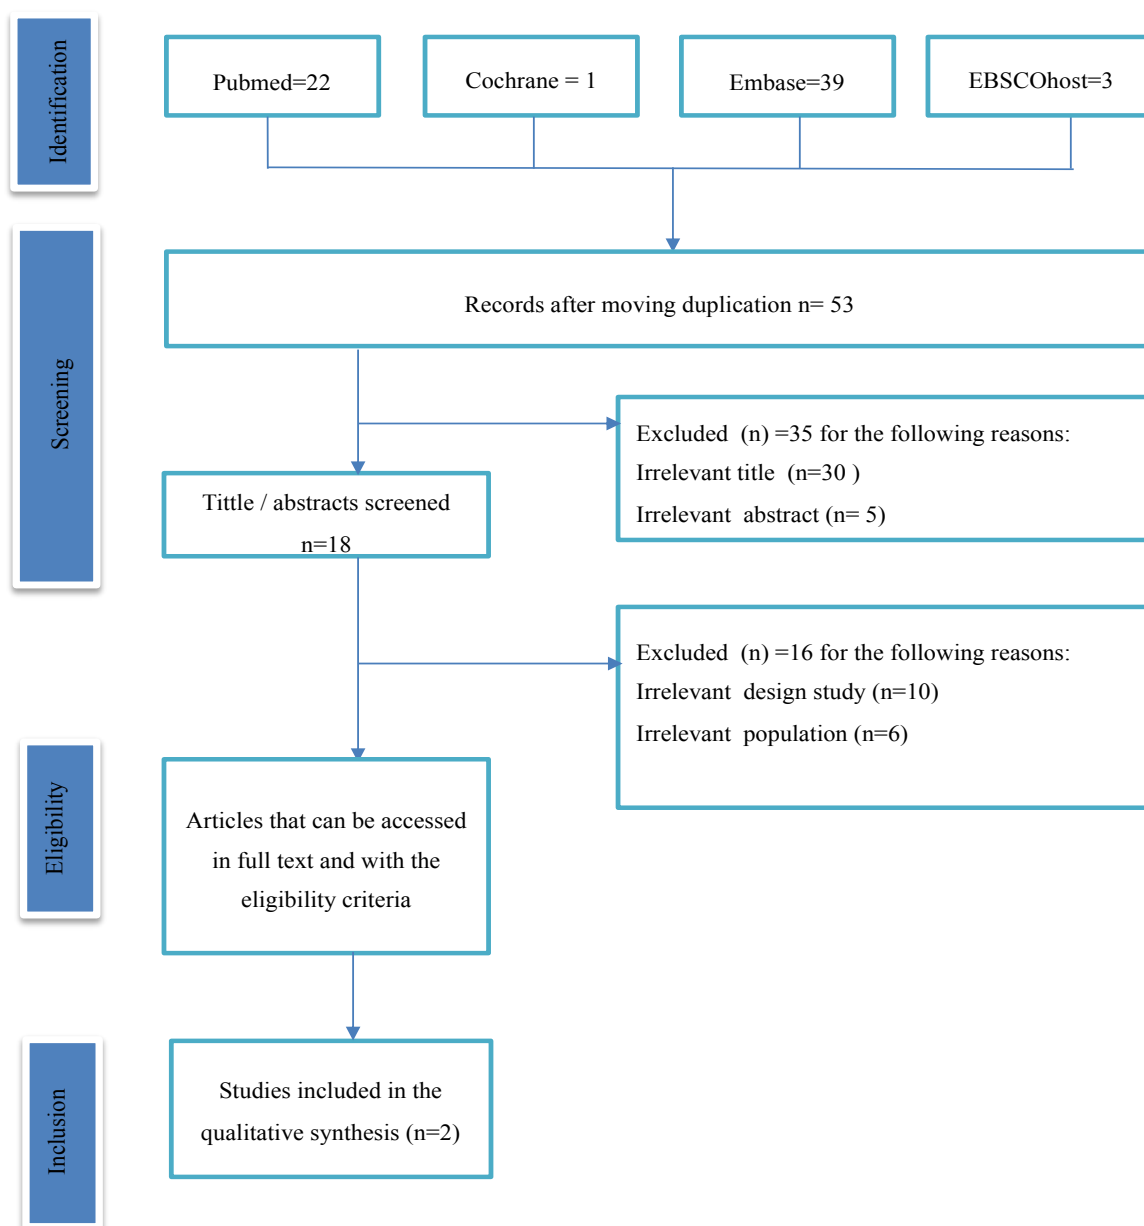 Identification
Pubmed=22
Cochrane = 1
Embase=39
EBSCOhost=3
Screening
Records after moving duplication n= 53
Excluded (n) =35 for the following reasons:
Irrelevant title (n=30 )
Irrelevant abstract (n= 5)
Tittle / abstracts screened
n=18
Excluded (n) =16 for the following reasons:
Irrelevant design study (n=10)
Irrelevant population (n=6)
Eligibility
Articles that can be accessed
in full text and with the
eligibility criteria
Inclusion
Studies included in the
qualitative synthesis (n=2)